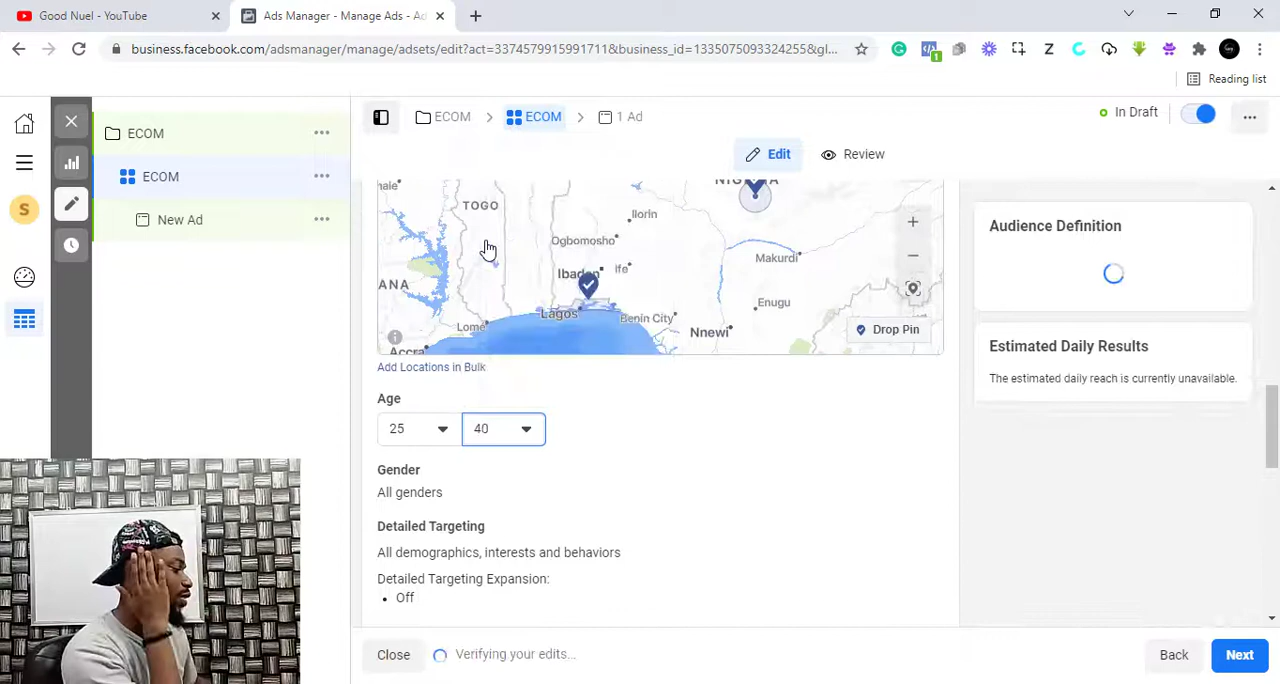 Good Nuel - YouTube
Ads Manager - Manage Ads - Ad
business.facebook.com/adsmanager/manage/adsets/edit?act=3374579915991711&business_id=1335075093324255&gl...
1
Z
Reading list
ECOM
ECOM
New Ad
S
ECOM
ECOM
1 Ad
In Draft
Edit
Review
TOGO
Ilorin
Ogbomosho
Ibadan
Ife
Makurdi
ANA
Enugu
Lagos
Benin City
Lome
Nnewi
Accra
Drop Pin
Add Locations in Bulk
Age
25
40
Gender
All genders
Detailed Targeting
All demographics, interests and behaviors
Detailed Targeting Expansion:
Off
Audience Definition
Estimated Daily Results
The estimated daily reach is currently unavailable.
Close
Verifying your edits...
Back
Next